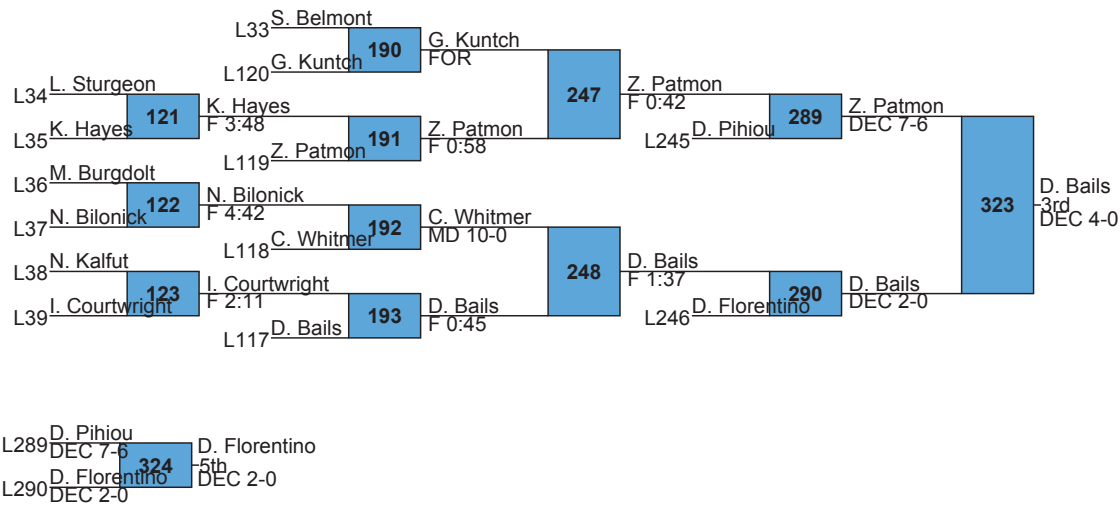 L33 S. Belmont
190
G. Kuntch
FOR
L120 G. Kuntch
247
Z. Patmon
F 0:42
L34 L. Sturgeon
121
K. Hayes
F 3:48
L35 K. Hayes
191
Z. Patmon
F 0:58
L119 Z. Patmon
289
Z. Patmon
DEC 7-6
L245 D. Pihiou
L36 M. Burgdolt
122
N. Bilonick
F 4:42
L37 N. Bilonick
192
C. Whitmer
MD 10-0
L118 C. Whitmer
323
D. Bails
3rd
DEC 4-0
248
D. Bails
F 1:37
L38 N. Kalfut
123
I. Courtwright
F 2:11
L39 I. Courtwright
193
D. Bails
F 0:45
L117 D. Bails
290
D. Bails
DEC 2-0
L246 D. Florentino
L289 D. Pihiou
DEC 7-6
324
D. Florentino
5th
DEC 2-0
L290 D. Florentino
DEC 2-0